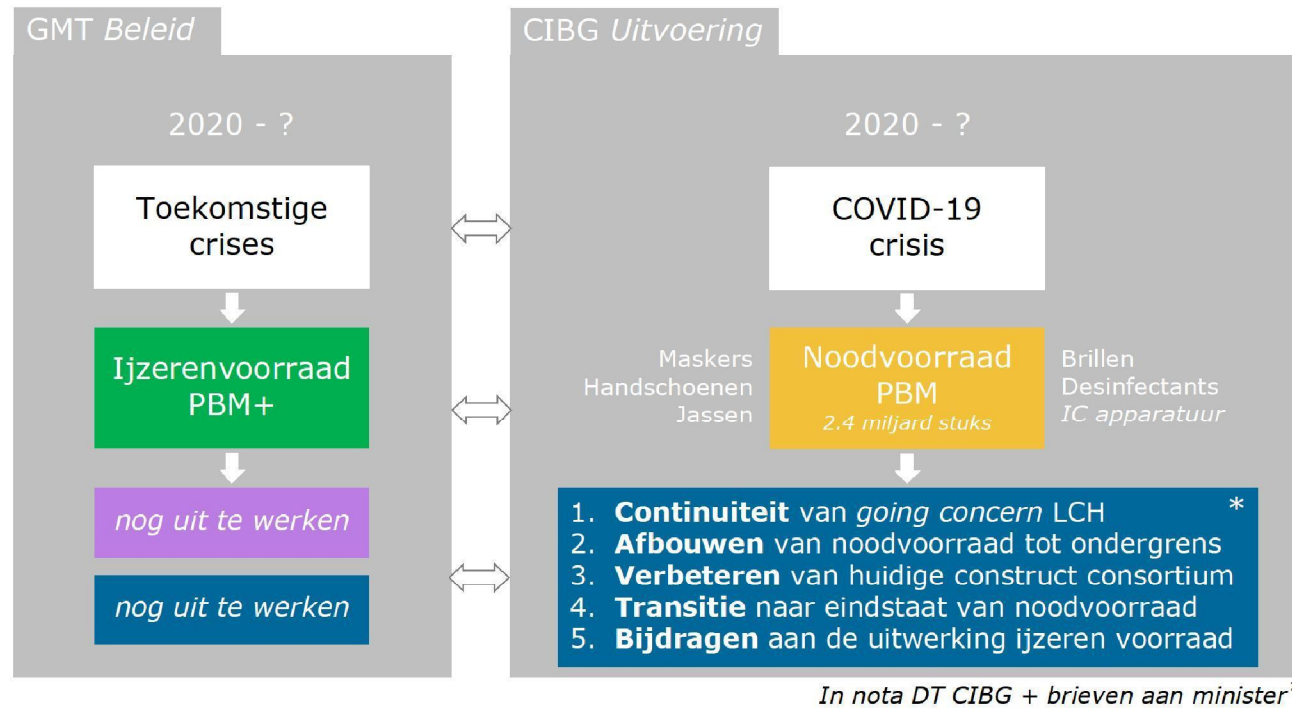 GMT Beleid
2020 - ?
Toekomstige
crises
Ijzerenvoorraad
PBM+
nog uit te werken
nog uit te werken
CIBG Uitvoering
2020 - ?
COVID-19
crisis
Maskers
Handschoenen
Jassen
Noodvoorraad
PBM
2.4 miljard stuks
Brillen
Desinfectants
IC apparatuur
1. Continuiteit van going concern LCH *
2. Afbouwen van noodvoorraad tot ondergrens
3. Verbeteren van huidige construct consortium
4. Transitie naar eindstaat van noodvoorraad
5. Bijdragen aan de uitwerking ijzeren voorraad
In nota DT CIBG + brieven aan minister